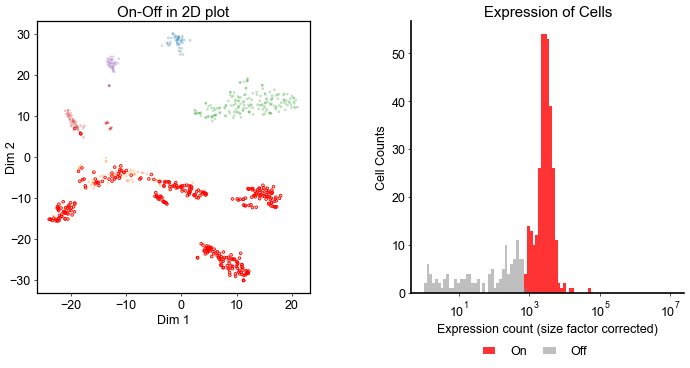 On-Off in 2D plot
30
20
10
0
−10
−20
−30
Dim 2
−20 −10 0 10 20
Dim 1
Expression of Cells
50
40
30
20
10
0
Cell Counts
10^1 10^3 10^5 10^7
Expression count (size factor corrected)
On Off